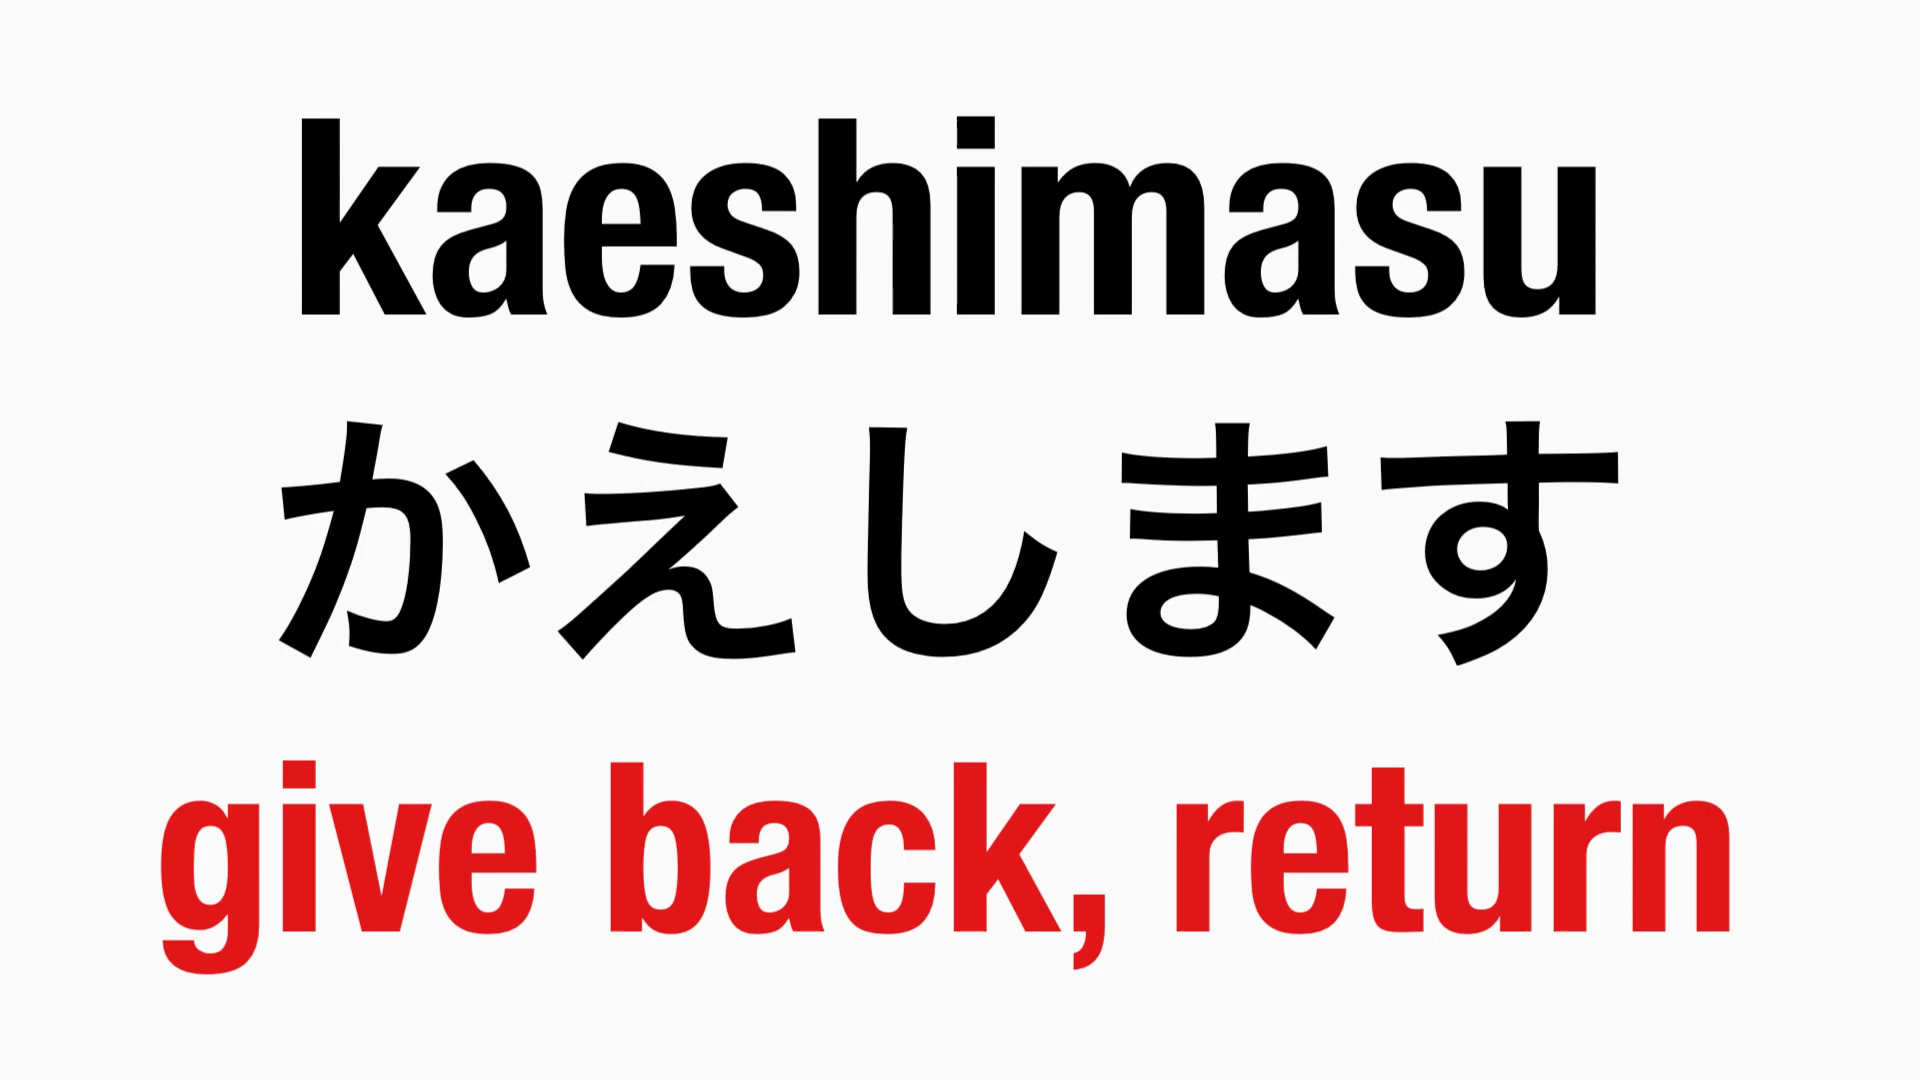 kaeshimasu
かえします
give back, return